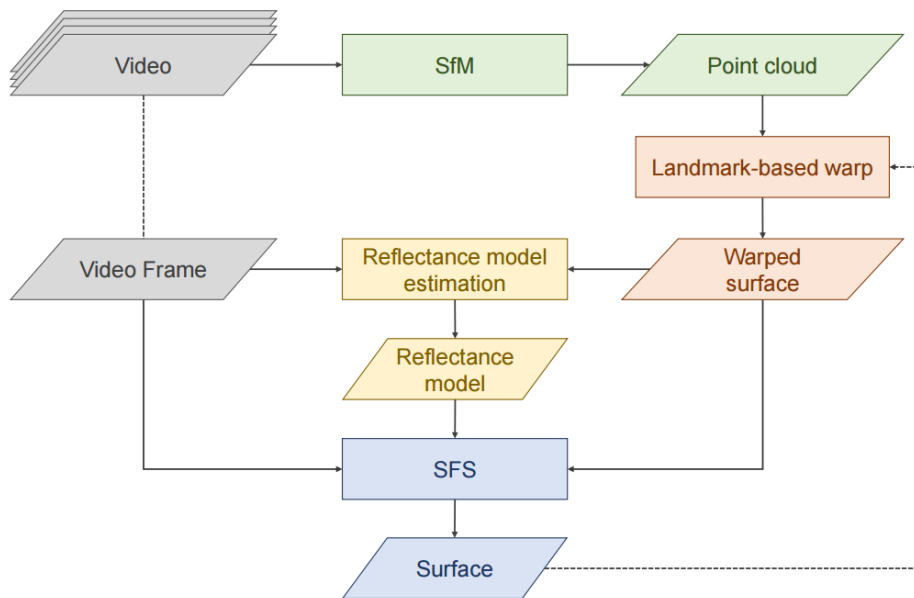 Video
SfM
Point cloud
Landmark-based warp
Video Frame
Reflectance model
estimation
Warped
surface
Reflectance
model
SFS
Surface